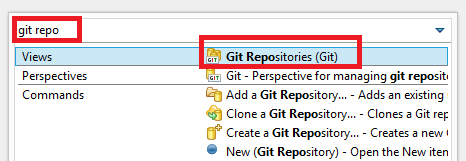 git repo
Views Git Repositories (Git)
Perspectives Git - Perspective for managing git reposit
Commands Add a Git Repository... - Adds an existing
Clone a Git Repository... - Clones a Git rep
Create a Git Repository... - Creates a new
New (Git Repository) - Open the New item